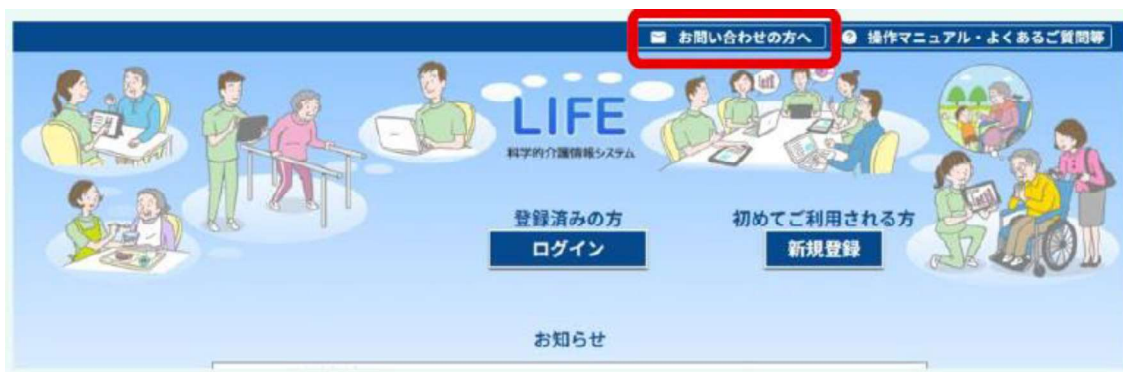 お問い合わせの方へ
操作マニュアル・よくあるご質問等
LIFE
科学的介護情報システム
登録済みの方
初めてご利用される方
ログイン
新規登録
お知らせ